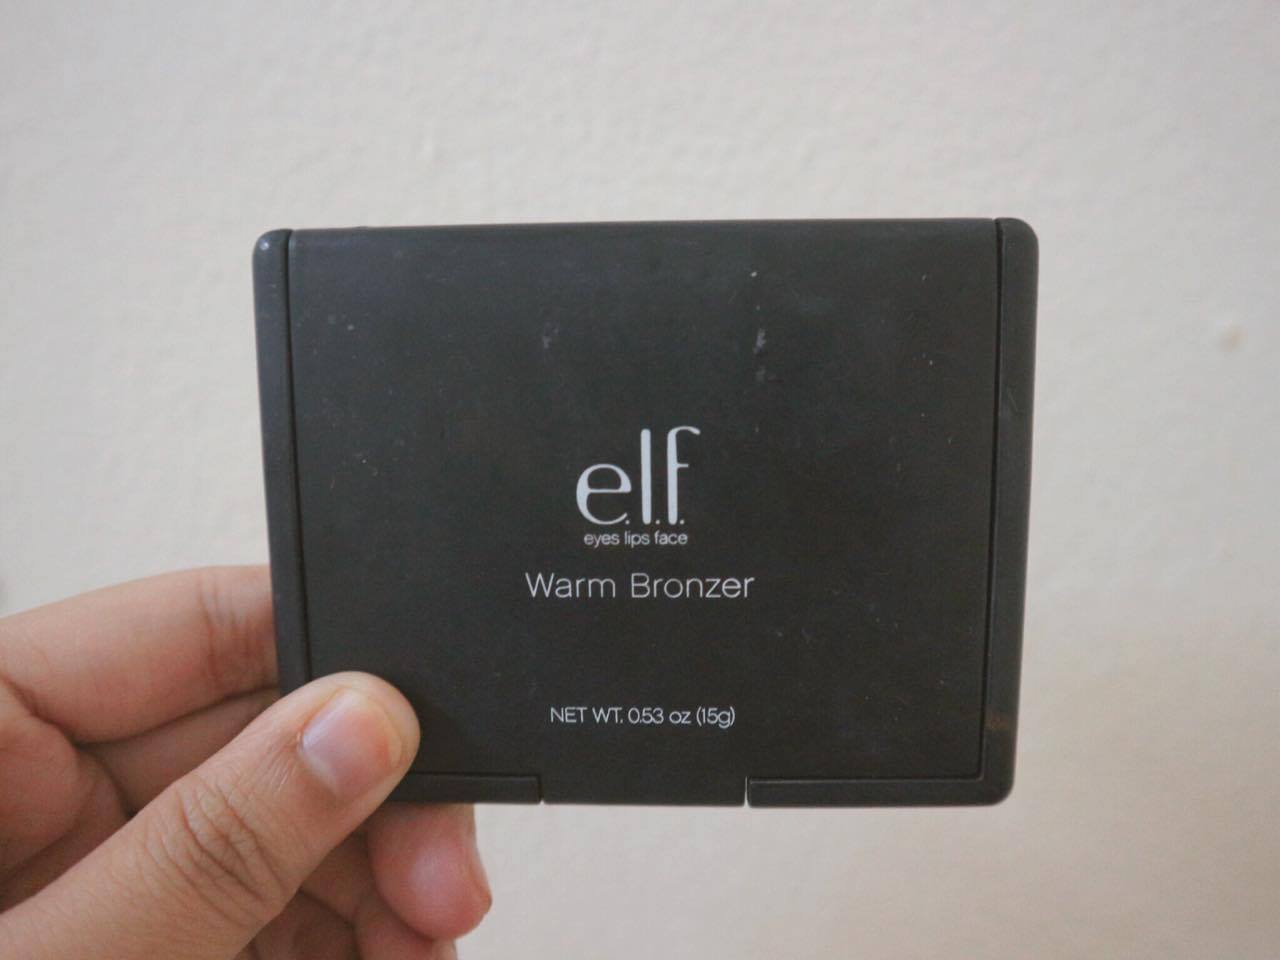 e.l.f.
eyes lips face
Warm Bronzer
NET WT. 0.53 oz (15g)